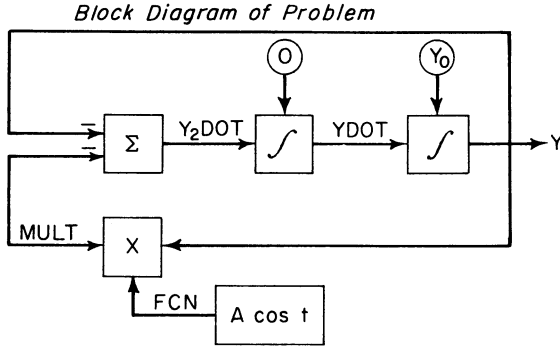 Block Diagram of Problem
O
Y₀
−
−
Σ
Y₂DOT
∫
YDOT
∫
Y
MULT
X
FCN
A cos t